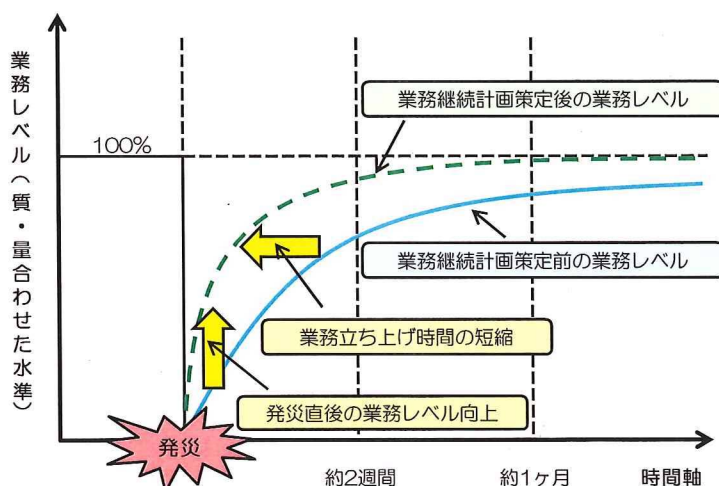 業務レベル（質・量合わせた水準）
業務継続計画策定後の業務レベル
100%
業務継続計画策定前の業務レベル
業務立ち上げ時間の短縮
発災直後の業務レベル向上
発災
約2週間
約1ヶ月
時間軸